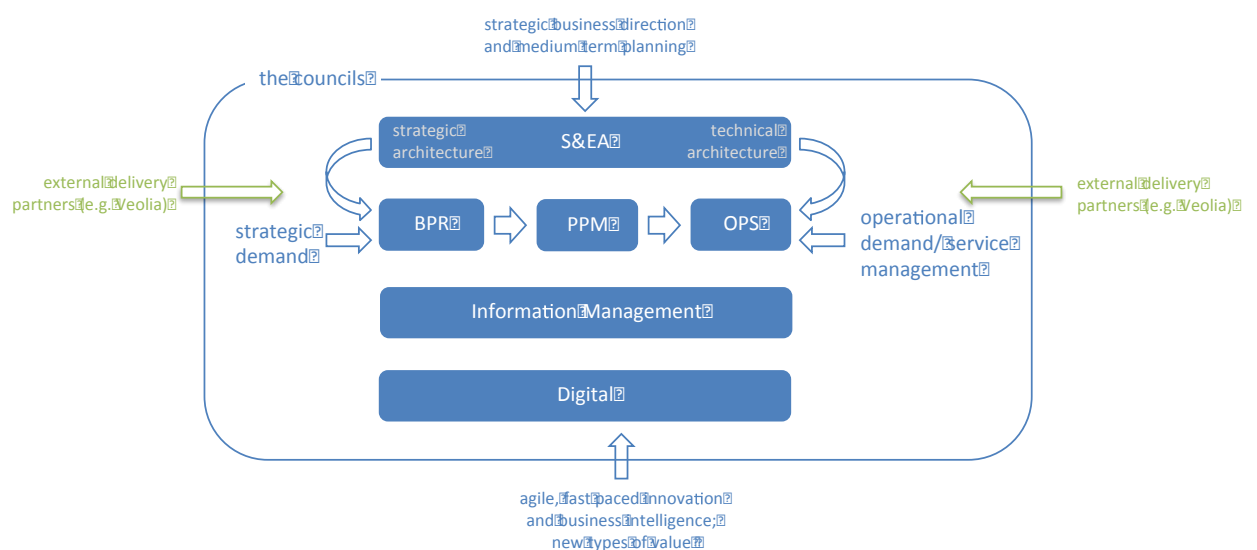 strategic business direction
and medium term planning
the councils
strategic
architecture
S&EA
technical
architecture
external delivery
partners (e.g. Veolia)
external delivery
partners (e.g. Veolia)
BPR
PPM
OPS
strategic
demand
operational
demand/ service
management
Information Management
Digital
agile, fast paced innovation
and business intelligence;
new types of value